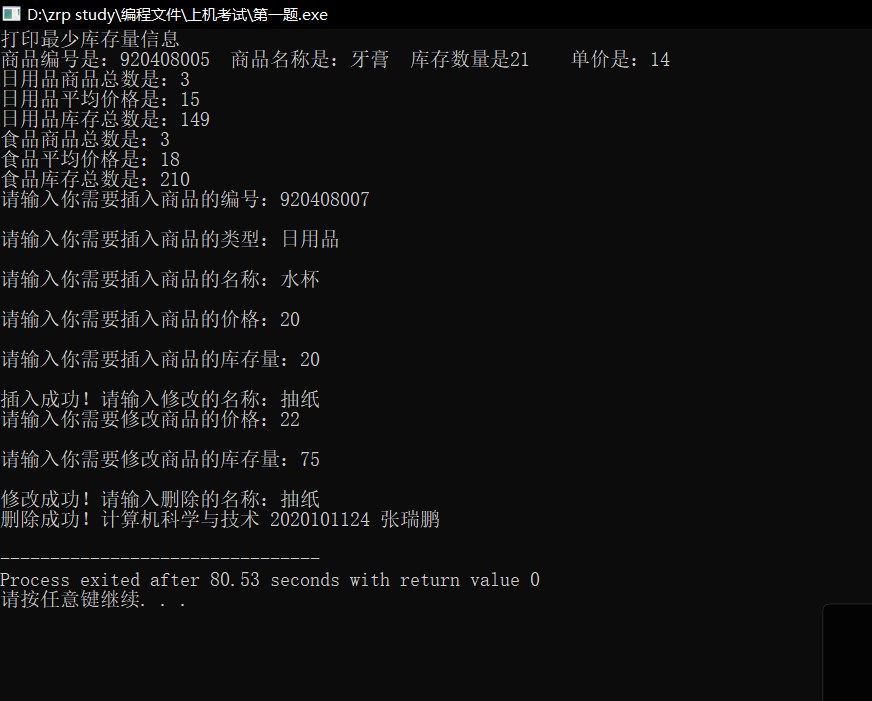 D:\zrp study\编程文件\上机考试\第一题.exe
打印最少库存量信息
商品编号是：920408005  商品名称是：牙膏  库存数量是21    单价是：14
日用品商品总数是：3
日用品平均价格是：15
日用品库存总数是：149
食品商品总数是：3
食品平均价格是：18
食品库存总数是：210
请输入你需要插入商品的编号：920408007
请输入你需要插入商品的类型：日用品
请输入你需要插入商品的名称：水杯
请输入你需要插入商品的价格：20
请输入你需要插入商品的库存量：20
插入成功！请输入修改的名称：抽纸
请输入你需要修改商品的价格：22
请输入你需要修改商品的库存量：75
修改成功！请输入删除的名称：抽纸
删除成功！计算机科学与技术 2020101124 张瑞鹏
--------------------------------
Process exited after 80.53 seconds with return value 0
请按任意键继续. . .